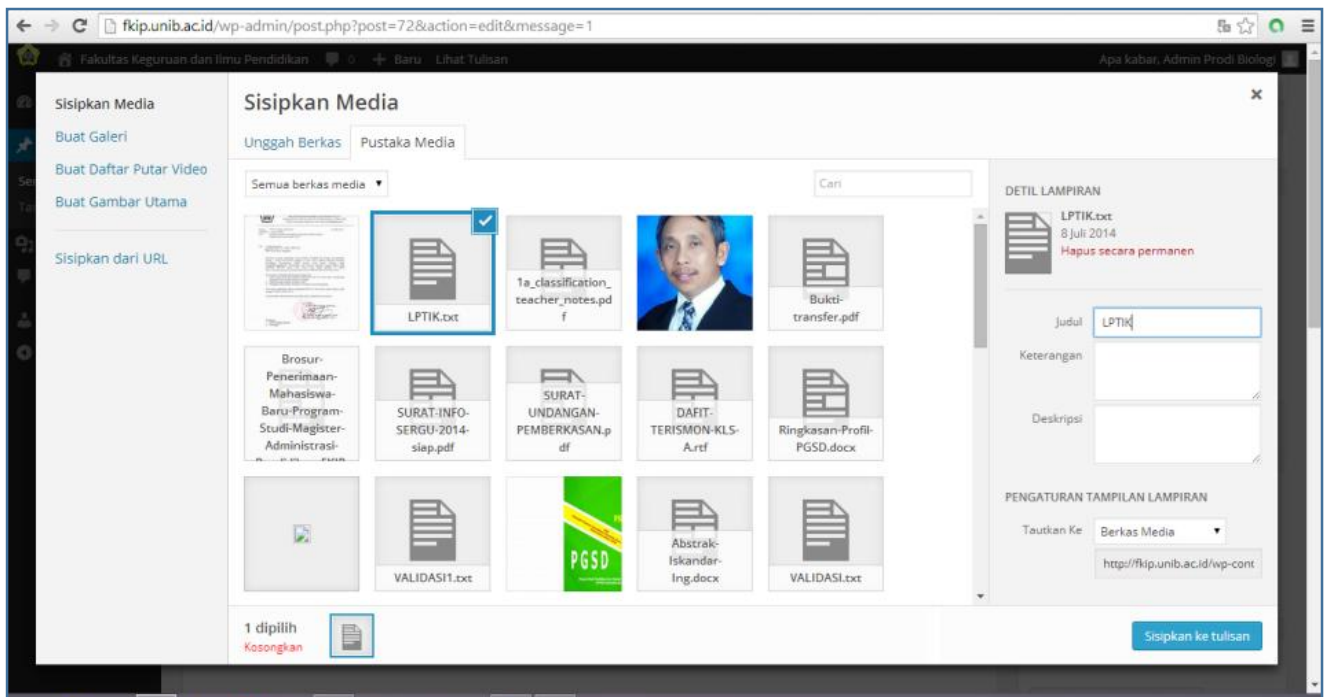 fkip.unib.ac.id/wp-admin/post.php?post=72&action=edit&message=1
Fakultas Keguruan dan Ilmu Pendidikan 0 + Baru Lihat Tulisan Apa kabar, Admin Prodi Biologi
Sisipkan Media
Buat Galeri
Buat Daftar Putar Video
Buat Gambar Utama
Sisipkan dari URL
Sisipkan Media
Unggah Berkas Pustaka Media
Semua berkas media Cari
LPTIK.txt
1a_classification_
teacher_notes.pd
f
Bukti-
transfer.pdf
Brosur-
Penerimaan-
Mahasiswa-
Baru-Program-
Studi-Magister-
Administrasi-
SURAT-INFO-
SERGU-2014-
siap.pdf
SURAT-
UNDANGAN-
PEMBERKASAN.p
df
DAFIT-
TERISMON-KLS-
A.rtf
Ringkasan-Profil-
PGSD.docx
VALIDASI1.txt
PGSD
Abstrak-
Iskandar-
Ing.docx
VALIDASI.txt
DETIL LAMPIRAN
LPTIK.txt
8 Juli 2014
Hapus secara permanen
Judul LPTIK
Keterangan
Deskripsi
PENGATURAN TAMPILAN LAMPIRAN
Tautkan Ke Berkas Media
http://fkip.unib.ac.id/wp-cont
1 dipilih
Kosongkan
Sisipkan ke tulisan